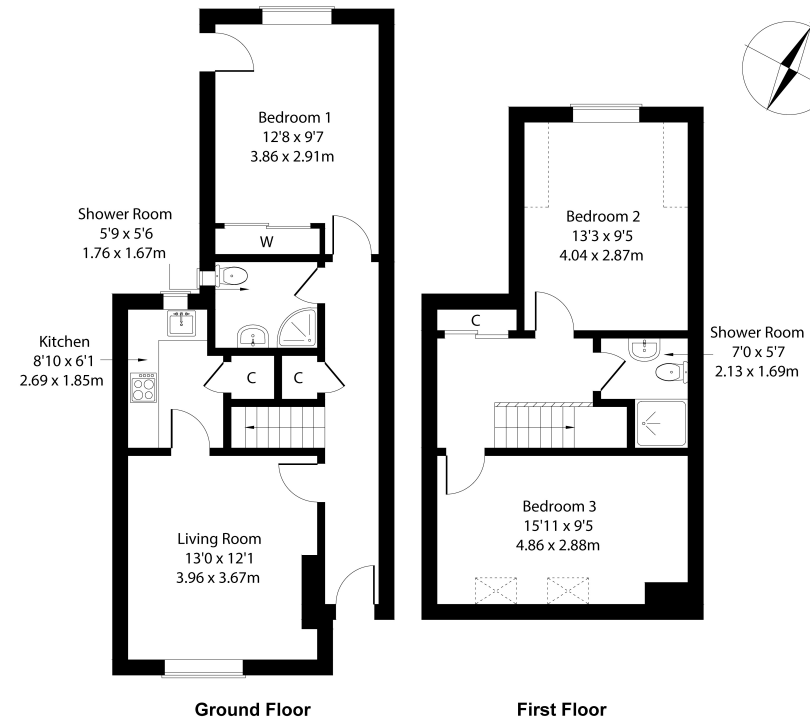 Bedroom 1
12'8 x 9'7
3.86 x 2.91m
Shower Room
5'9 x 5'6
1.76 x 1.67m
W
Kitchen
8'10 x 6'1
2.69 x 1.85m
C
C
Living Room
13'0 x 12'1
3.96 x 3.67m
Ground Floor
Bedroom 2
13'3 x 9'5
4.04 x 2.87m
C
Shower Room
7'0 x 5'7
2.13 x 1.69m
Bedroom 3
15'11 x 9'5
4.86 x 2.88m
First Floor